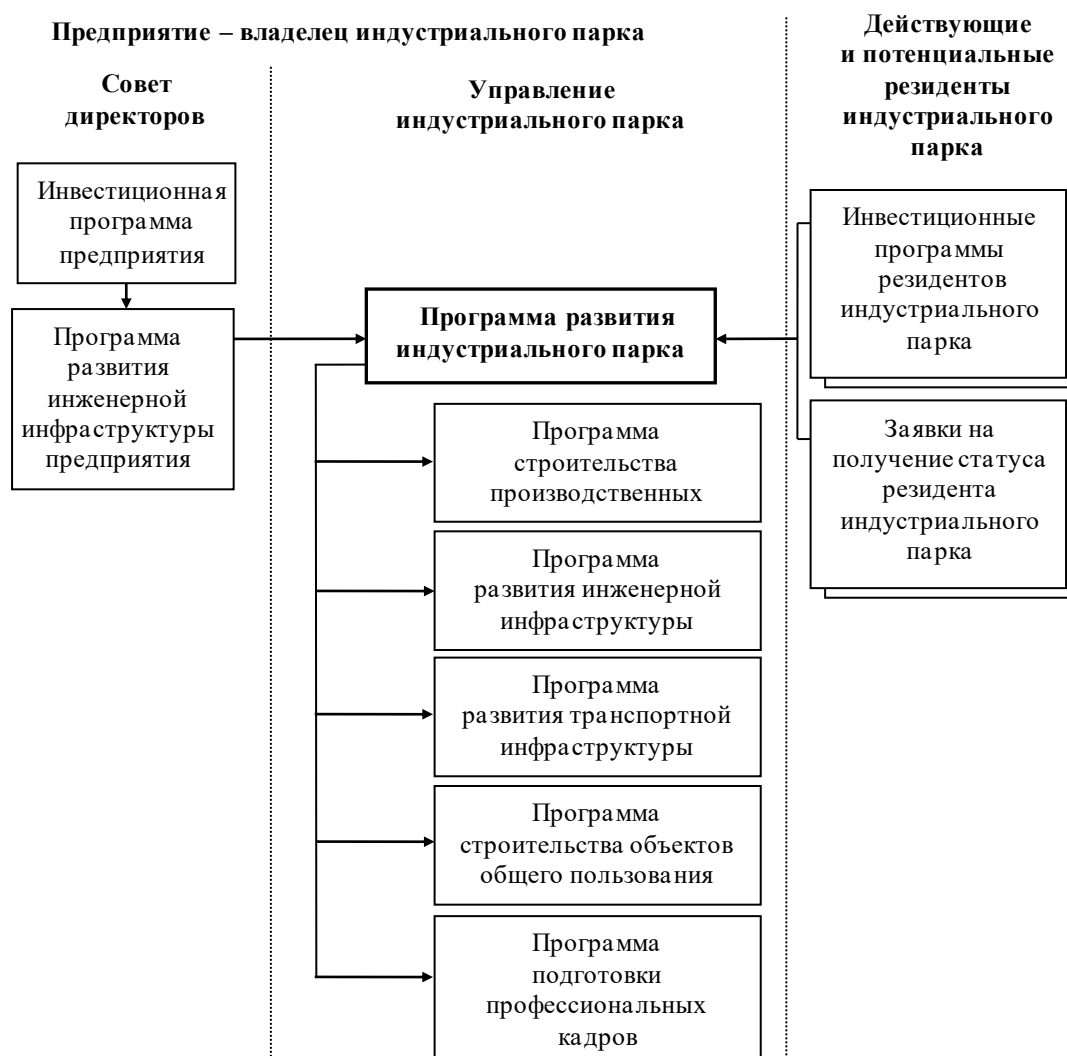 Предприятие – владелец индустриального парка
Совет
директоров
Управление
индустриального парка
Действующие
и потенциальные
резиденты
индустриального
парка
Инвестиционная
программа
предприятия
Программа
развития
инженерной
инфраструктуры
предприятия
Программа развития
индустриального парка
Программа
строительства
производственных
Программа
развития инженерной
инфраструктуры
Программа
развития транспортной
инфраструктуры
Программа
строительства объектов
общего пользования
Программа
подготовки
профессиональных
кадров
Инвестиционные
программы
резидентов
индустриального
парка
Заявки на
получение статуса
резидента
индустриального
парка